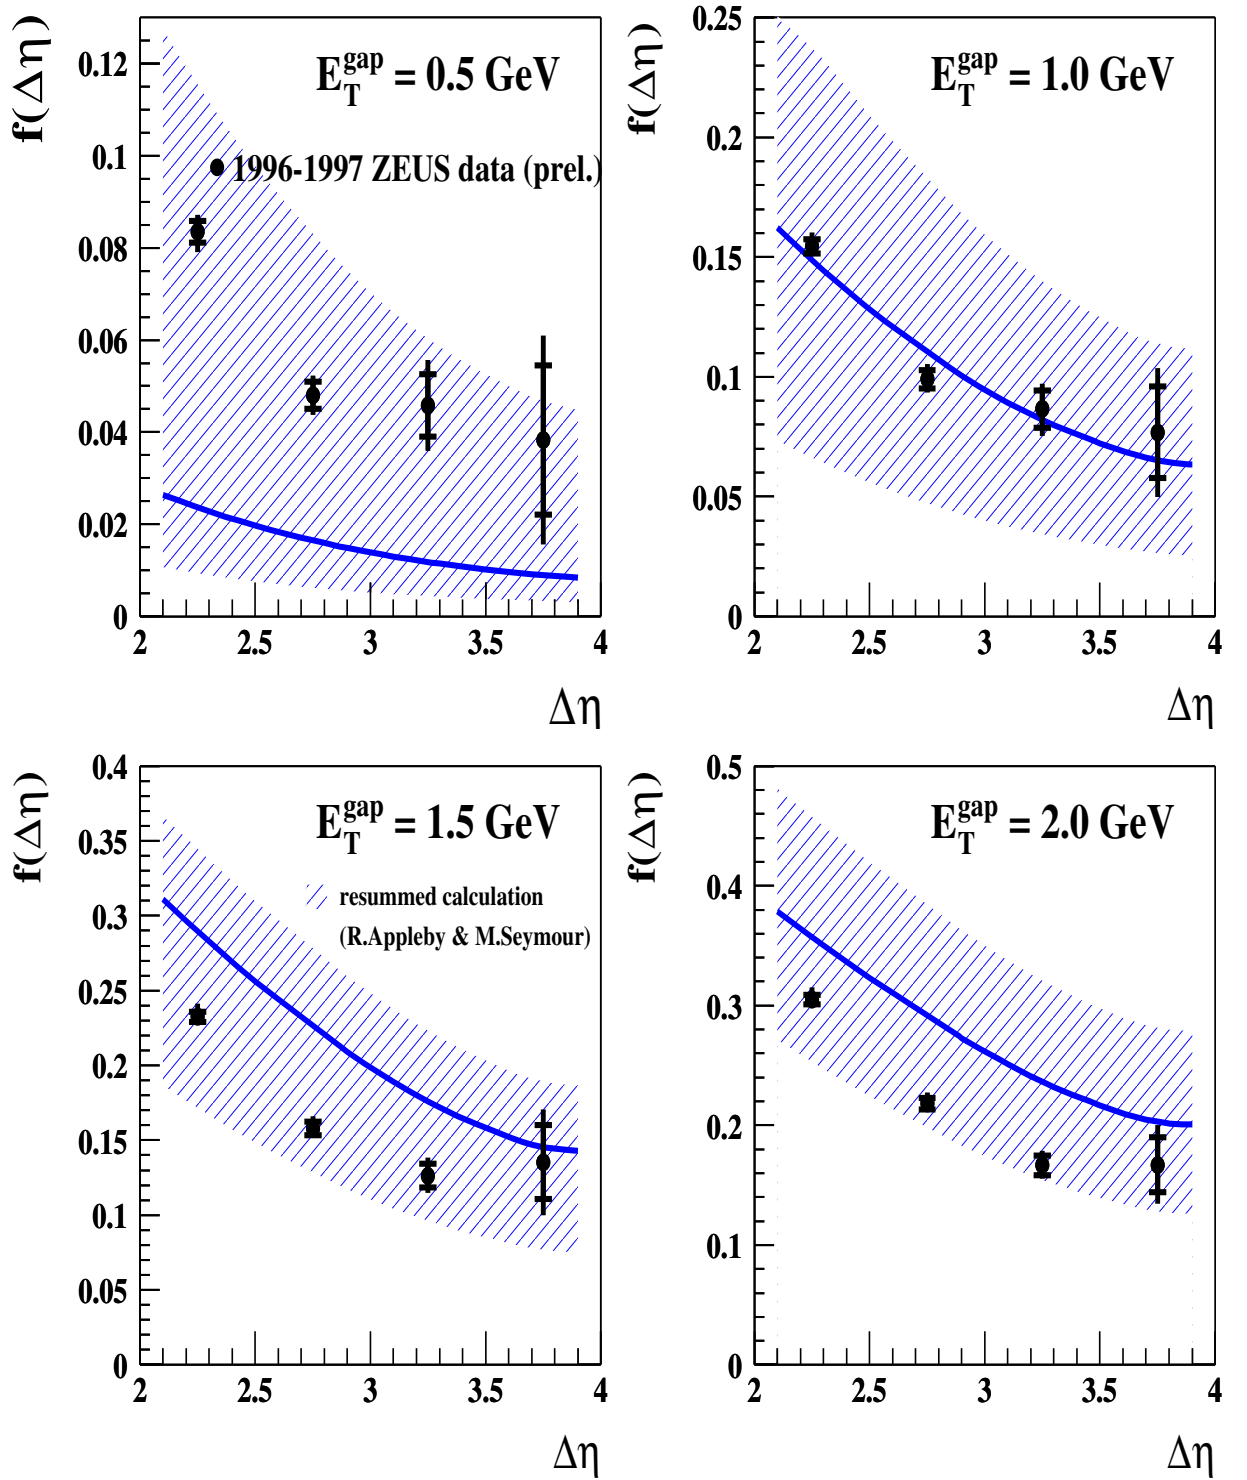 f(Δη)
E_T^gap = 0.5 GeV
1996-1997 ZEUS data (prel.)
0.12
0.1
0.08
0.06
0.04
0.02
0
2 2.5 3 3.5 4
Δη
f(Δη)
E_T^gap = 1.0 GeV
0.25
0.2
0.15
0.1
0.05
0
2 2.5 3 3.5 4
Δη
f(Δη)
E_T^gap = 1.5 GeV
resummed calculation
(R.Appleby & M.Seymour)
0.4
0.35
0.3
0.25
0.2
0.15
0.1
0.05
0
2 2.5 3 3.5 4
Δη
f(Δη)
E_T^gap = 2.0 GeV
0.5
0.4
0.3
0.2
0.1
0
2 2.5 3 3.5 4
Δη